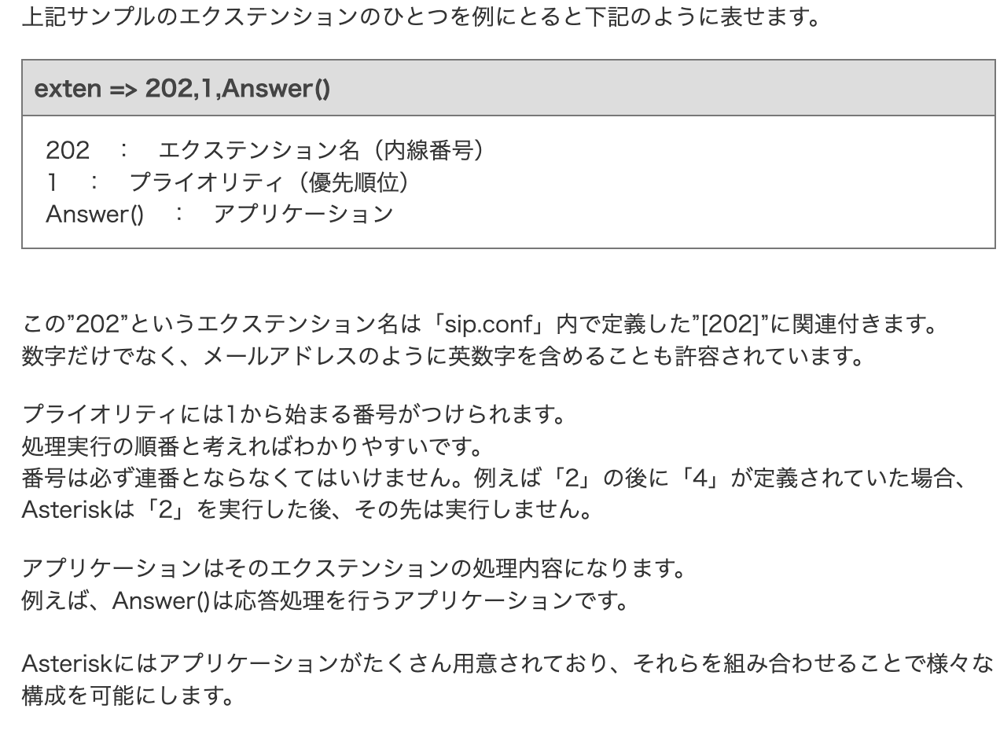 上記サンプルのエクステンションのひとつを例にとると下記のように表せます。
exten => 202,1,Answer()
202　：　エクステンション名（内線番号）
1　：　プライオリティ（優先順位）
Answer()　：　アプリケーション
この”202”というエクステンション名は「sip.conf」内で定義した”[202]”に関連付きます。
数字だけでなく、メールアドレスのように英数字を含めることも許容されています。
プライオリティには1から始まる番号がつけられます。
処理実行の順番と考えればわかりやすいです。
番号は必ず連番とならなくてはいけません。例えば「2」の後に「4」が定義されていた場合、
Asteriskは「2」を実行した後、その先は実行しません。
アプリケーションはそのエクステンションの処理内容になります。
例えば、Answer()は応答処理を行うアプリケーションです。
Asteriskにはアプリケーションがたくさん用意されており、それらを組み合わせることで様々な
構成を可能にします。